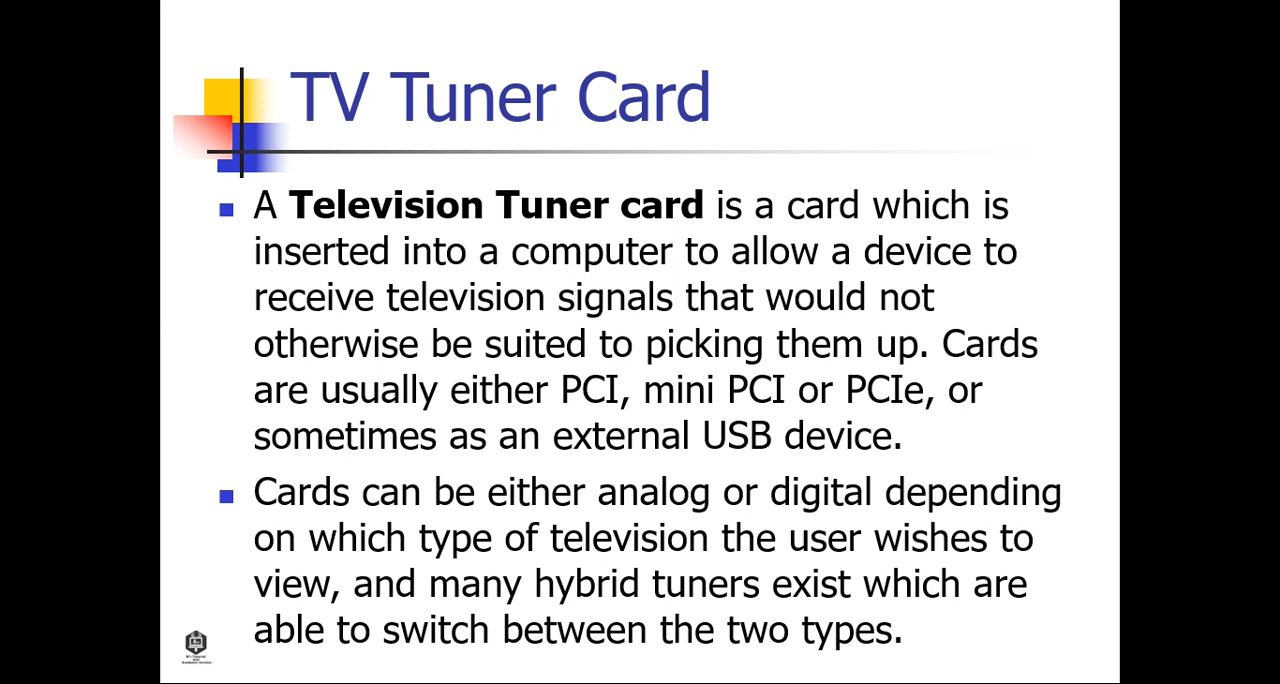 TV Tuner Card
A Television Tuner card is a card which is
inserted into a computer to allow a device to
receive television signals that would not
otherwise be suited to picking them up. Cards
are usually either PCI, mini PCI or PCIe, or
sometimes as an external USB device.
Cards can be either analog or digital depending
on which type of television the user wishes to
view, and many hybrid tuners exist which are
able to switch between the two types.